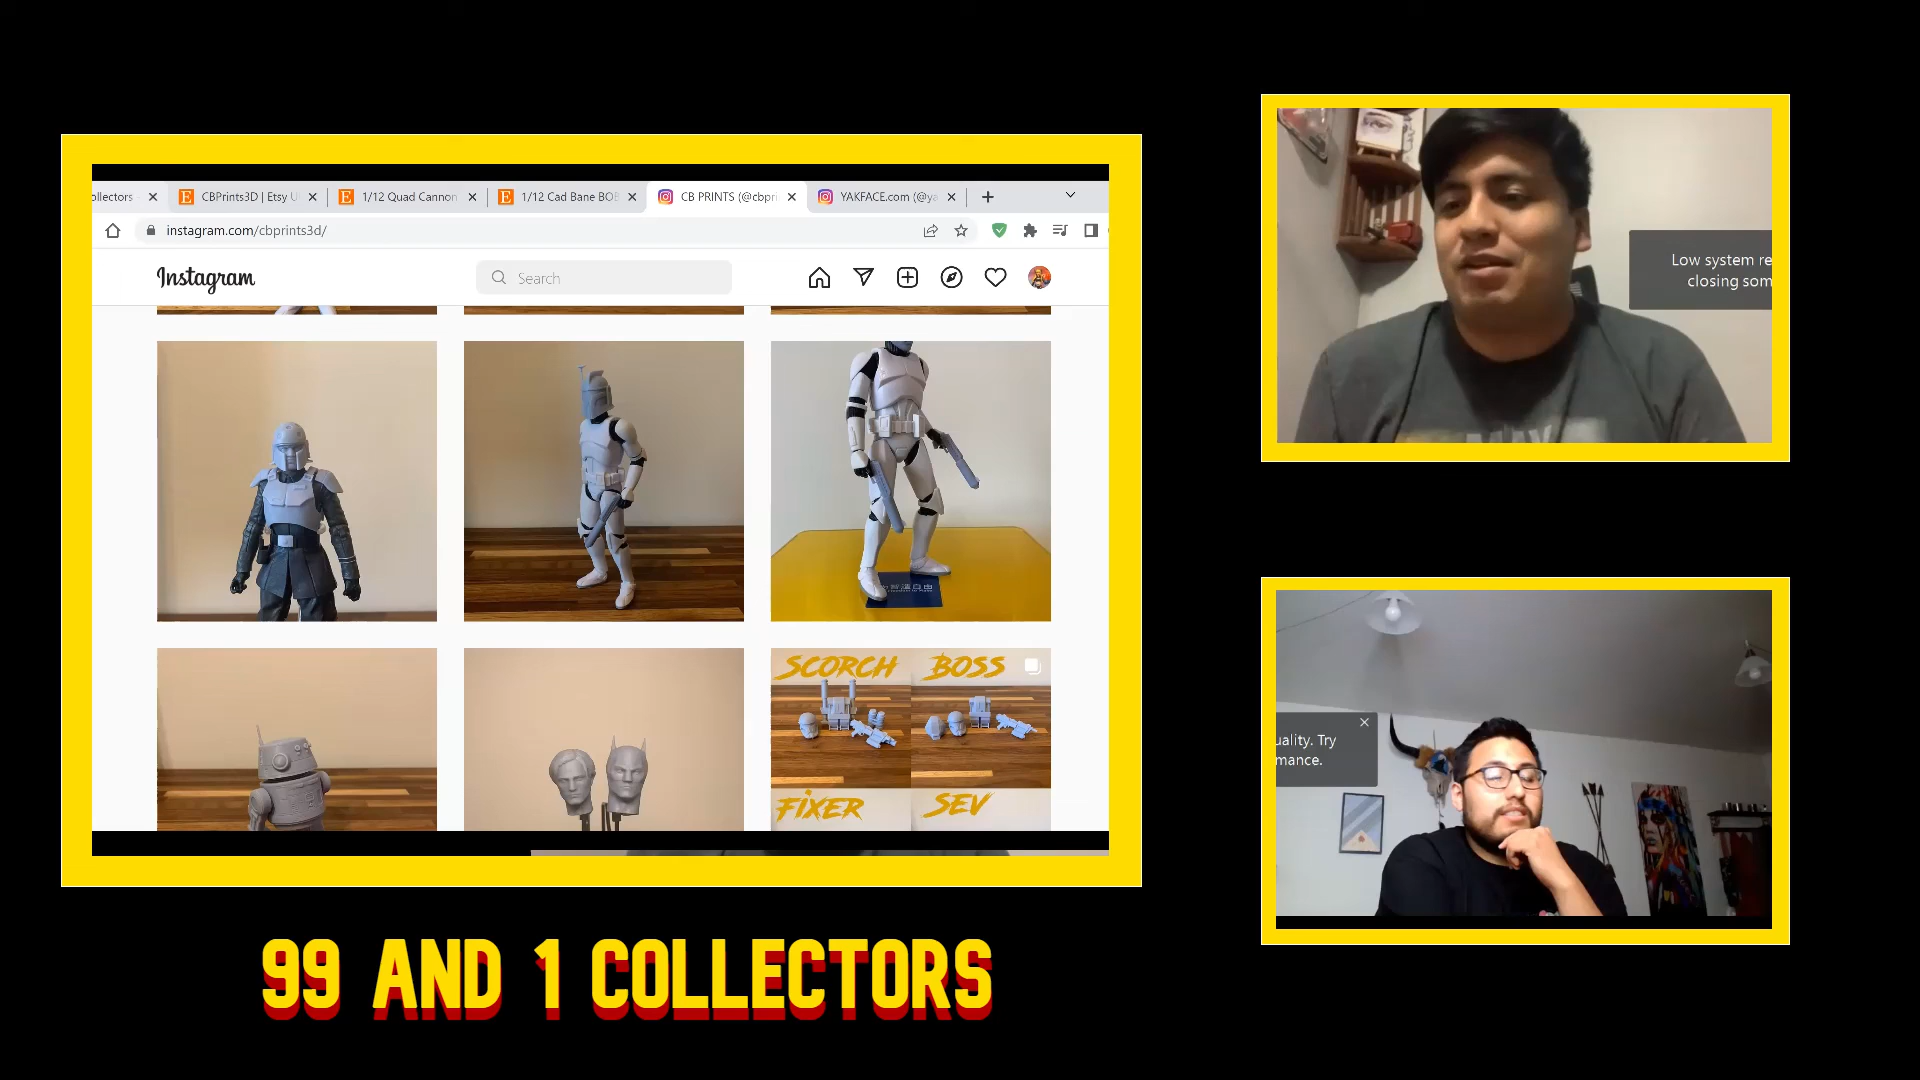 ollectors
CBPrints3D | Etsy U
1/12 Quad Cannon
1/12 Cad Bane BOB
CB PRINTS (@cbpri
YAKFACE.com (@ya
instagram.com/cbprints3d/
Instagram
Search
SCORCH
BOSS
FIXER
SEV
Low system re
closing som
uality. Try
mance.
99 AND 1 COLLECTORS